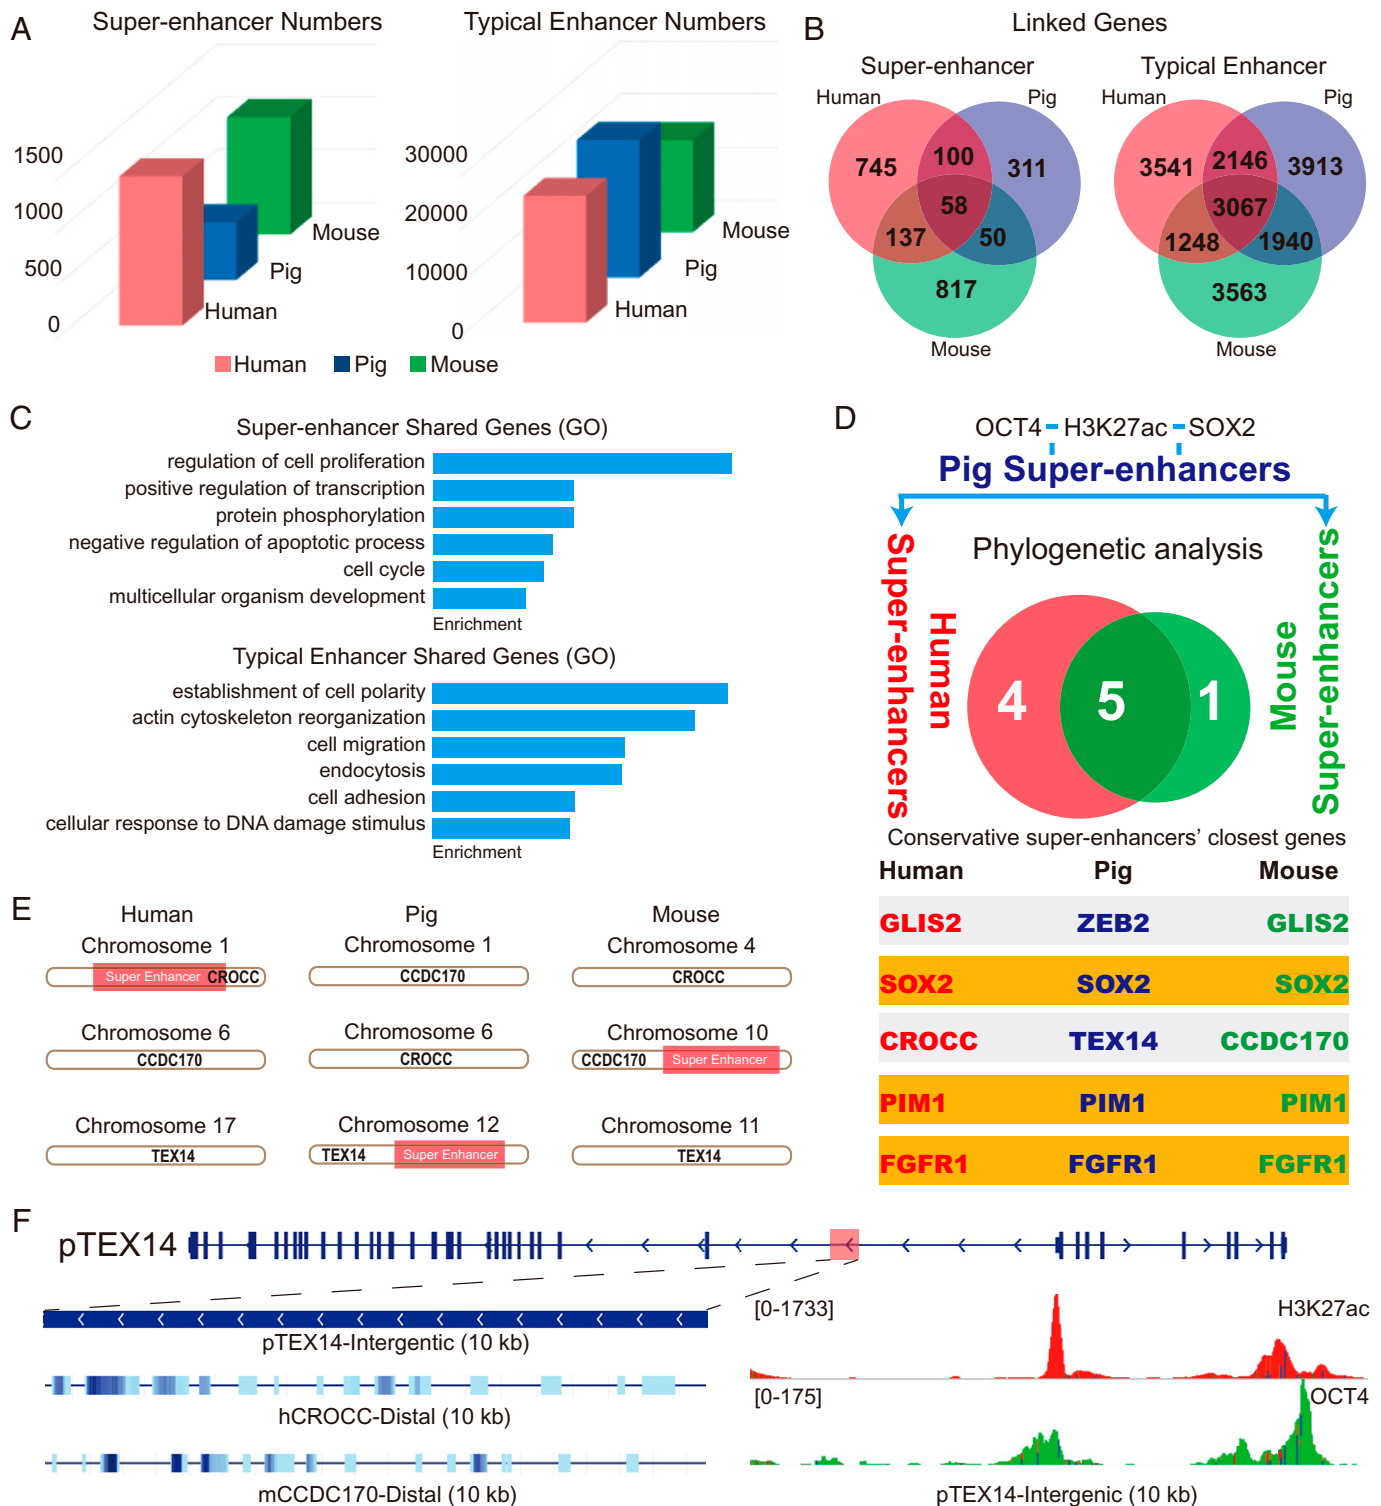 A
Super-enhancer Numbers
1500
1000
500
0
Mouse
Pig
Human
Typical Enhancer Numbers
30000
20000
10000
0
Mouse
Pig
Human
Human
Pig
Mouse
B
Linked Genes
Super-enhancer
Human
Pig
745
100
311
58
137
50
817
Mouse
Typical Enhancer
Human
Pig
3541
2146
3913
3067
1248
1940
3563
Mouse
C
Super-enhancer Shared Genes (GO)
regulation of cell proliferation
positive regulation of transcription
protein phosphorylation
negative regulation of apoptotic process
cell cycle
multicellular organism development
Enrichment
Typical Enhancer Shared Genes (GO)
establishment of cell polarity
actin cytoskeleton reorganization
cell migration
endocytosis
cell adhesion
cellular response to DNA damage stimulus
Enrichment
D
OCT4 H3K27ac SOX2
Pig Super-enhancers
Phylogenetic analysis
Human
Super-enhancers
Mouse
Super-enhancers
4 5 1
Conservative super-enhancers' closest genes
Human Pig Mouse
GLIS2 ZEB2 GLIS2
SOX2 SOX2 SOX2
CROCC TEX14 CCDC170
PIM1 PIM1 PIM1
FGFR1 FGFR1 FGFR1
E
Human
Pig
Mouse
Chromosome 1
Super Enhancer CROCC
Chromosome 1
CCDC170
Chromosome 4
CROCC
Chromosome 6
CCDC170
Chromosome 6
CROCC
Chromosome 10
CCDC170 Super Enhancer
Chromosome 17
TEX14
Chromosome 12
TEX14 Super Enhancer
Chromosome 11
TEX14
F
pTEX14
pTEX14-Intergentic (10 kb)
hCROCC-Distal (10 kb)
mCCDC170-Distal (10 kb)
[0-1733]
H3K27ac
[0-175]
OCT4
pTEX14-Intergenic (10 kb)